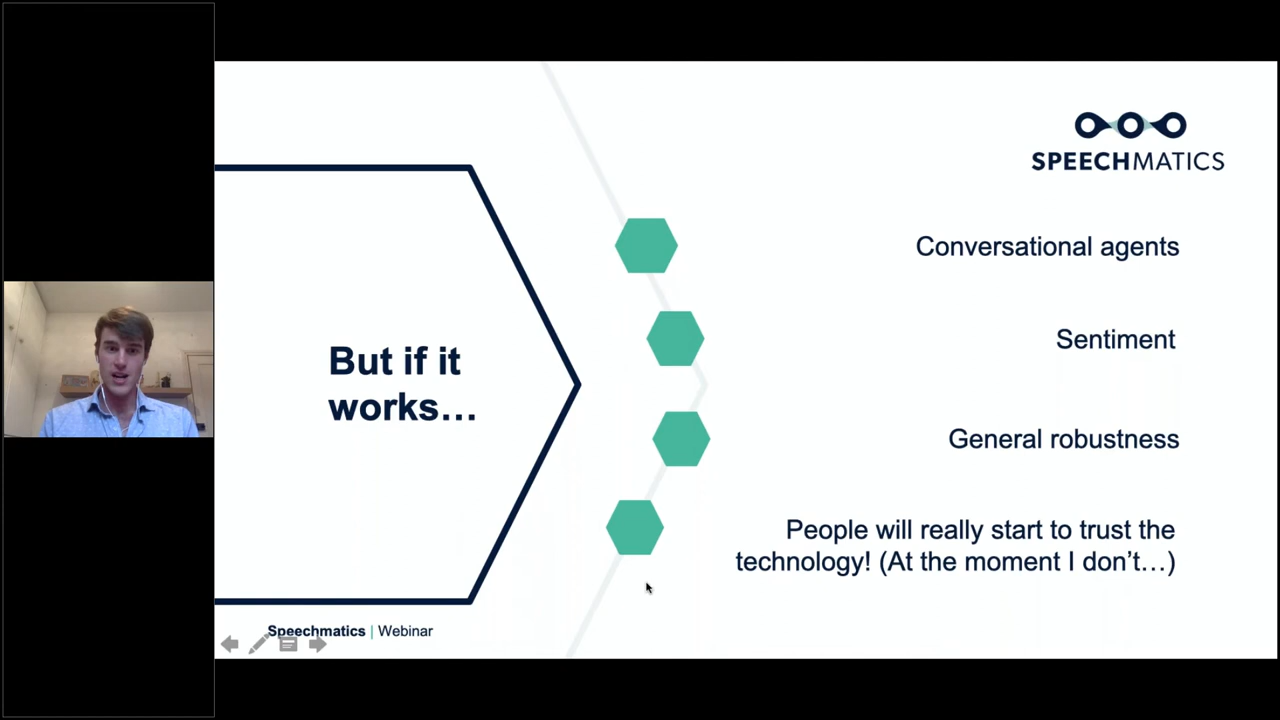 SPEECHMATICS
But if it
works…
Conversational agents
Sentiment
General robustness
People will really start to trust the
technology! (At the moment I don’t…)
Speechmatics | Webinar